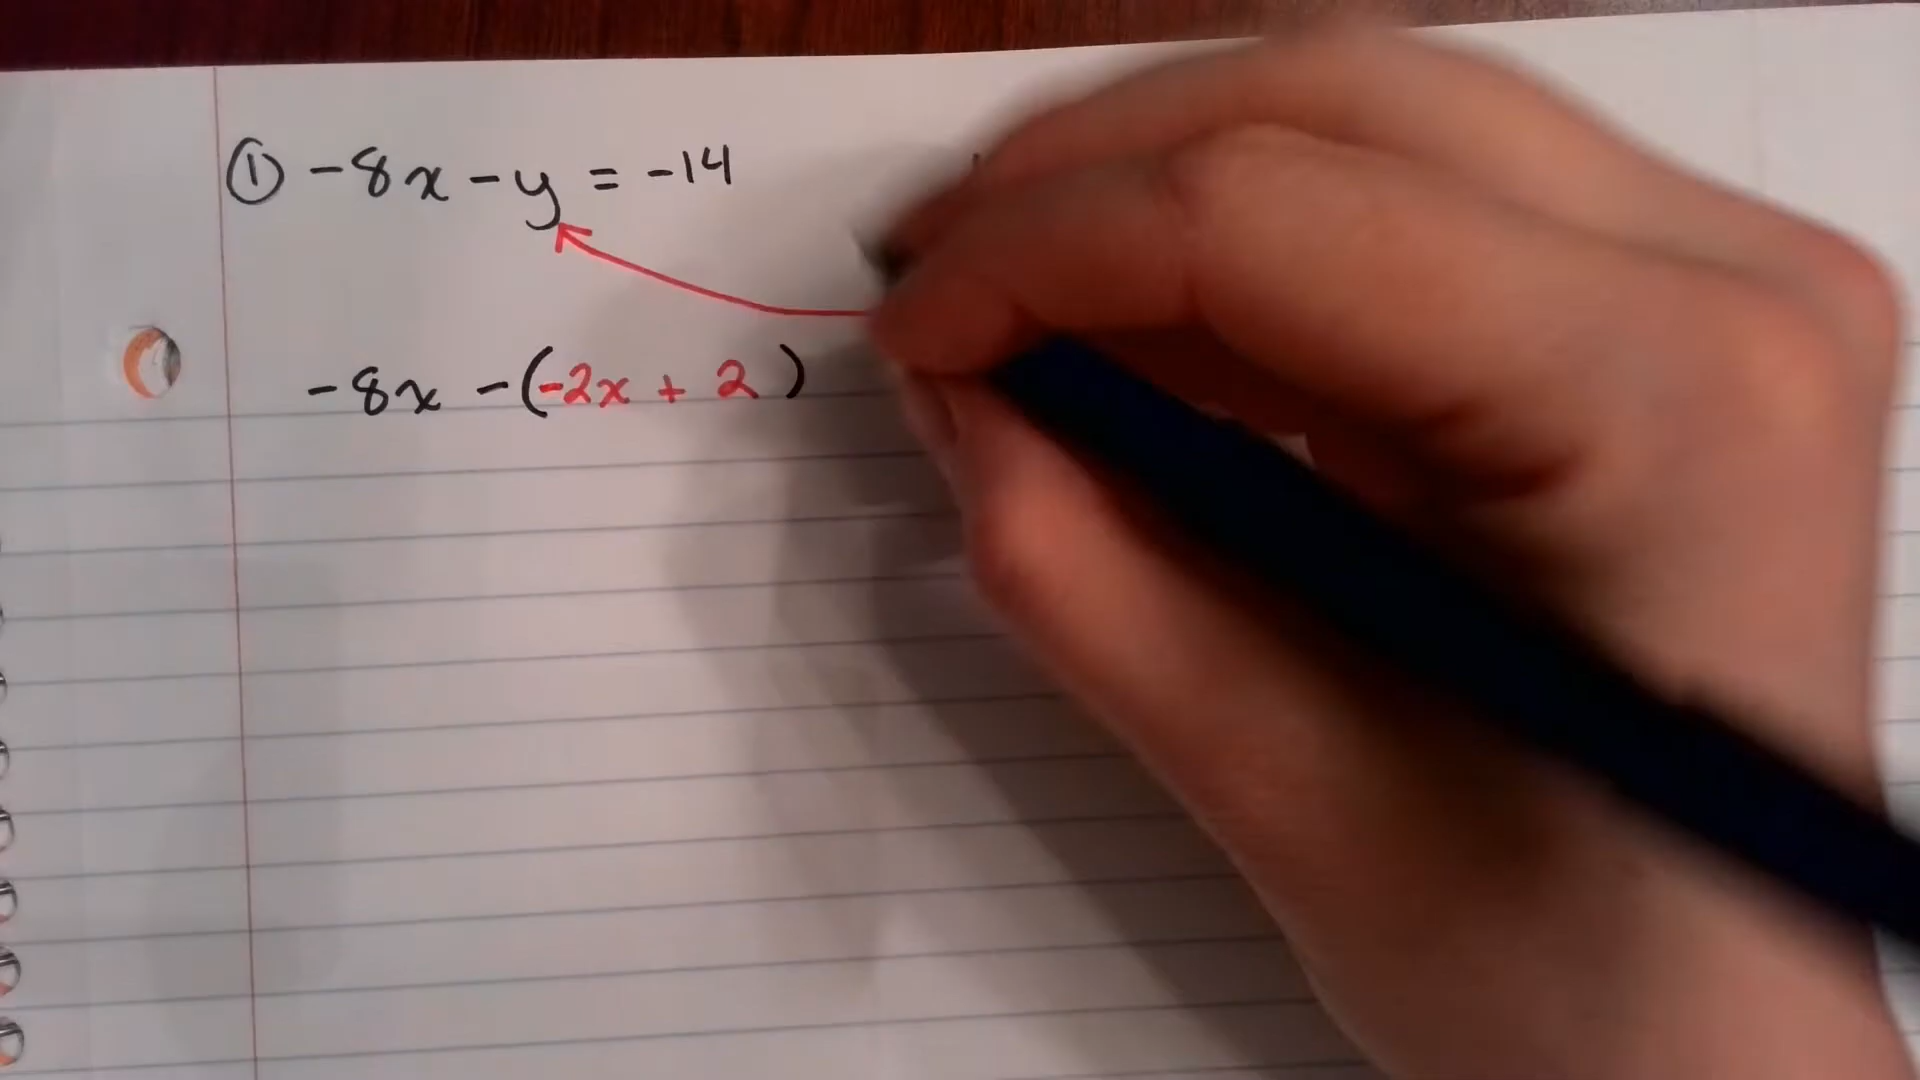 ① -8x - y = -14
-8x - (-2x + 2)